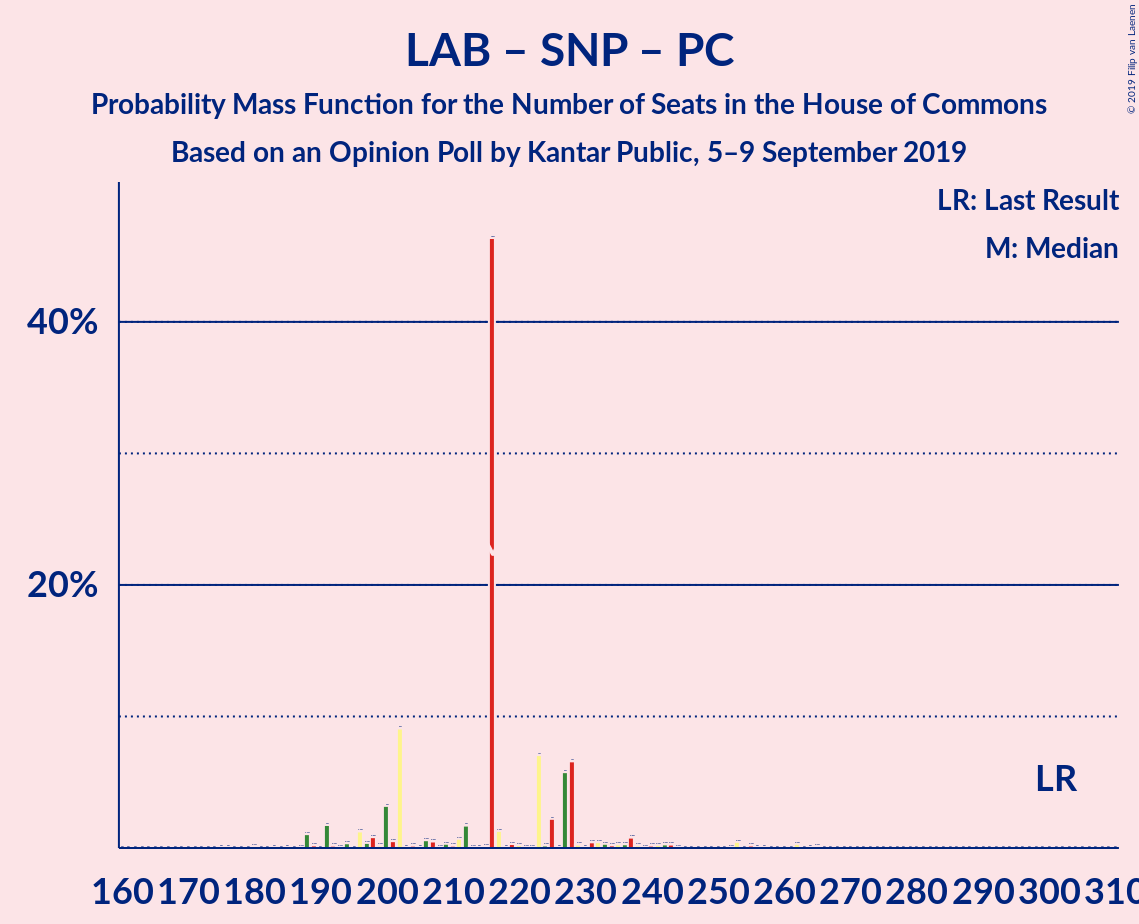 © 2019 Filip van Laenen
LAB – SNP – PC
Probability Mass Function for the Number of Seats in the House of Commons
Based on an Opinion Poll by Kantar Public, 5–9 September 2019
LR: Last Result
M: Median
40%
20%
LR
160 170 180 190 200 210 220 230 240 250 260 270 280 290 300 310